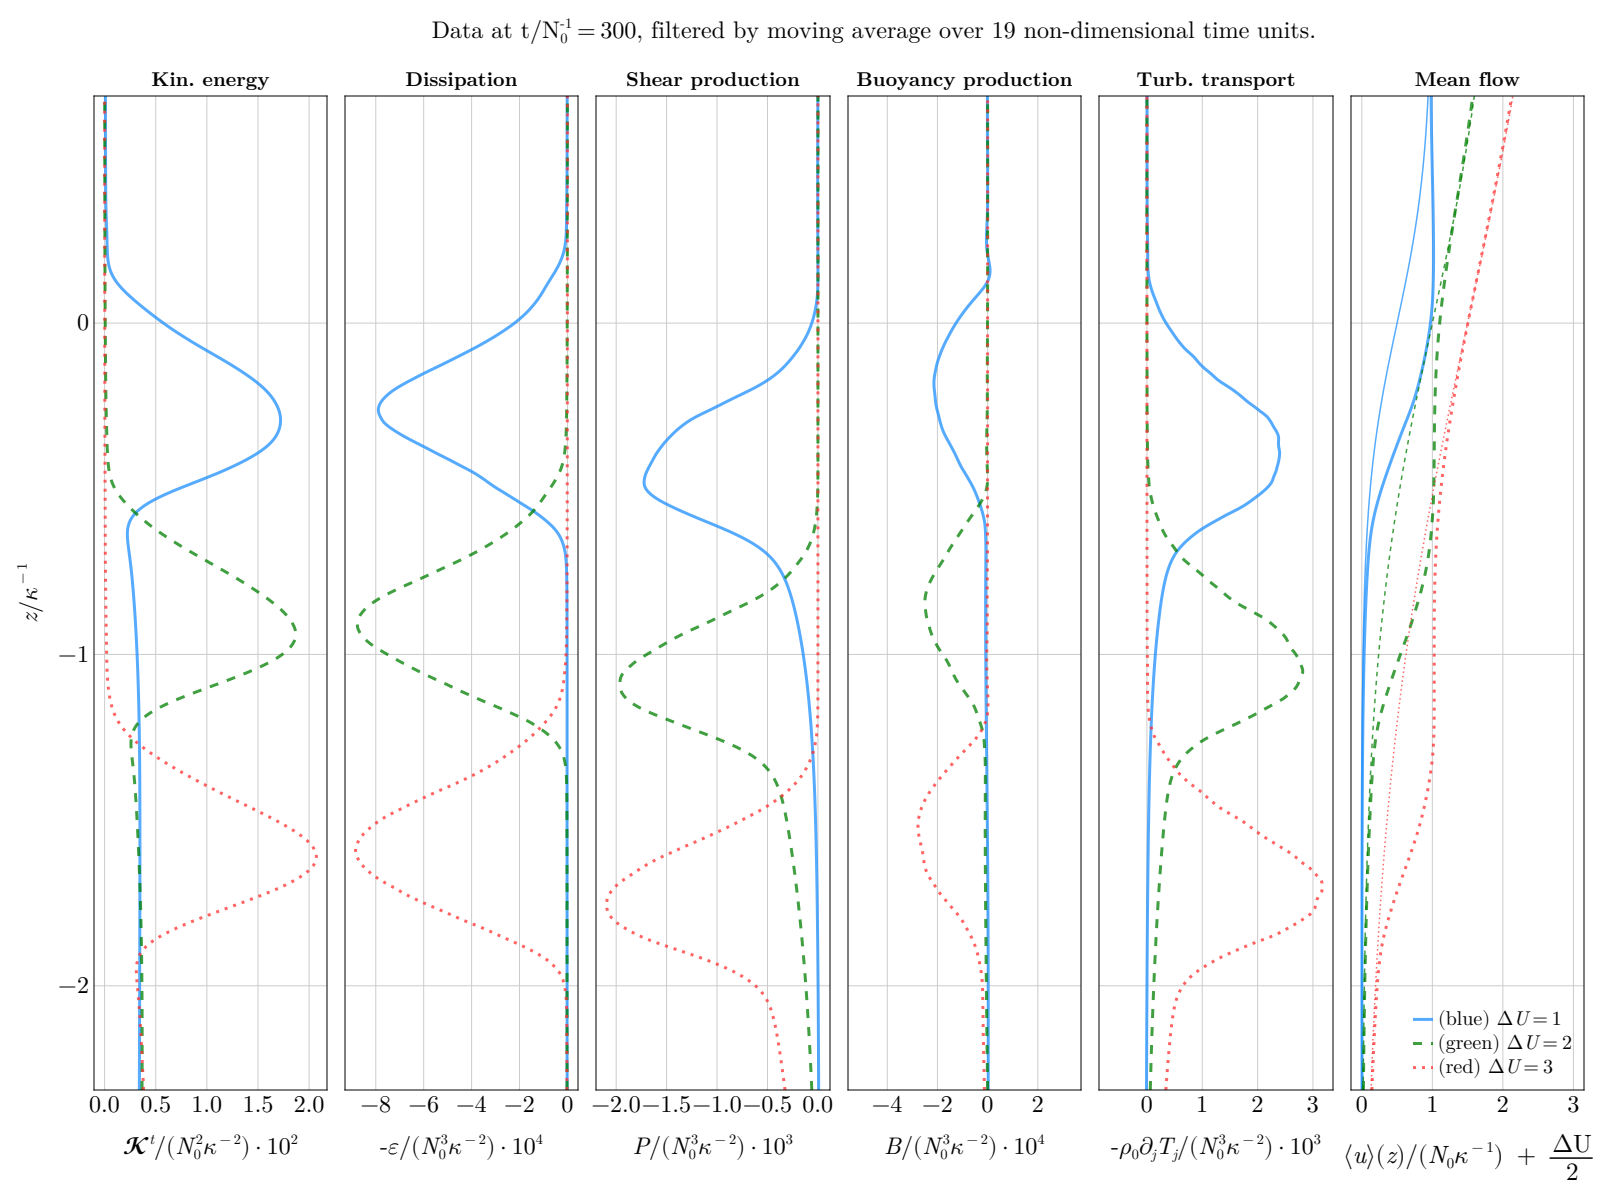 Data at t/N₀⁻¹ = 300, filtered by moving average over 19 non-dimensional time units.
Kin. energy Dissipation Shear production Buoyancy production Turb. transport Mean flow
0
z/κ⁻¹
−1
−2
(blue) ΔU = 1
(green) ΔU = 2
(red) ΔU = 3
0.0 0.5 1.0 1.5 2.0 −8 −6 −4 −2 0 −2.0 −1.5 −1.0 −0.5 0.0 −4 −2 0 2 0 1 2 3 0 1 2 3
𝓚ᵗ/(N₀²κ⁻²) · 10² -ε/(N₀³κ⁻²) · 10⁴ P/(N₀³κ⁻²) · 10³ B/(N₀³κ⁻²) · 10⁴ -ρ₀∂ⱼTⱼ/(N₀³κ⁻²) · 10³ ⟨u⟩(z)/(N₀κ⁻¹) + ΔU/2